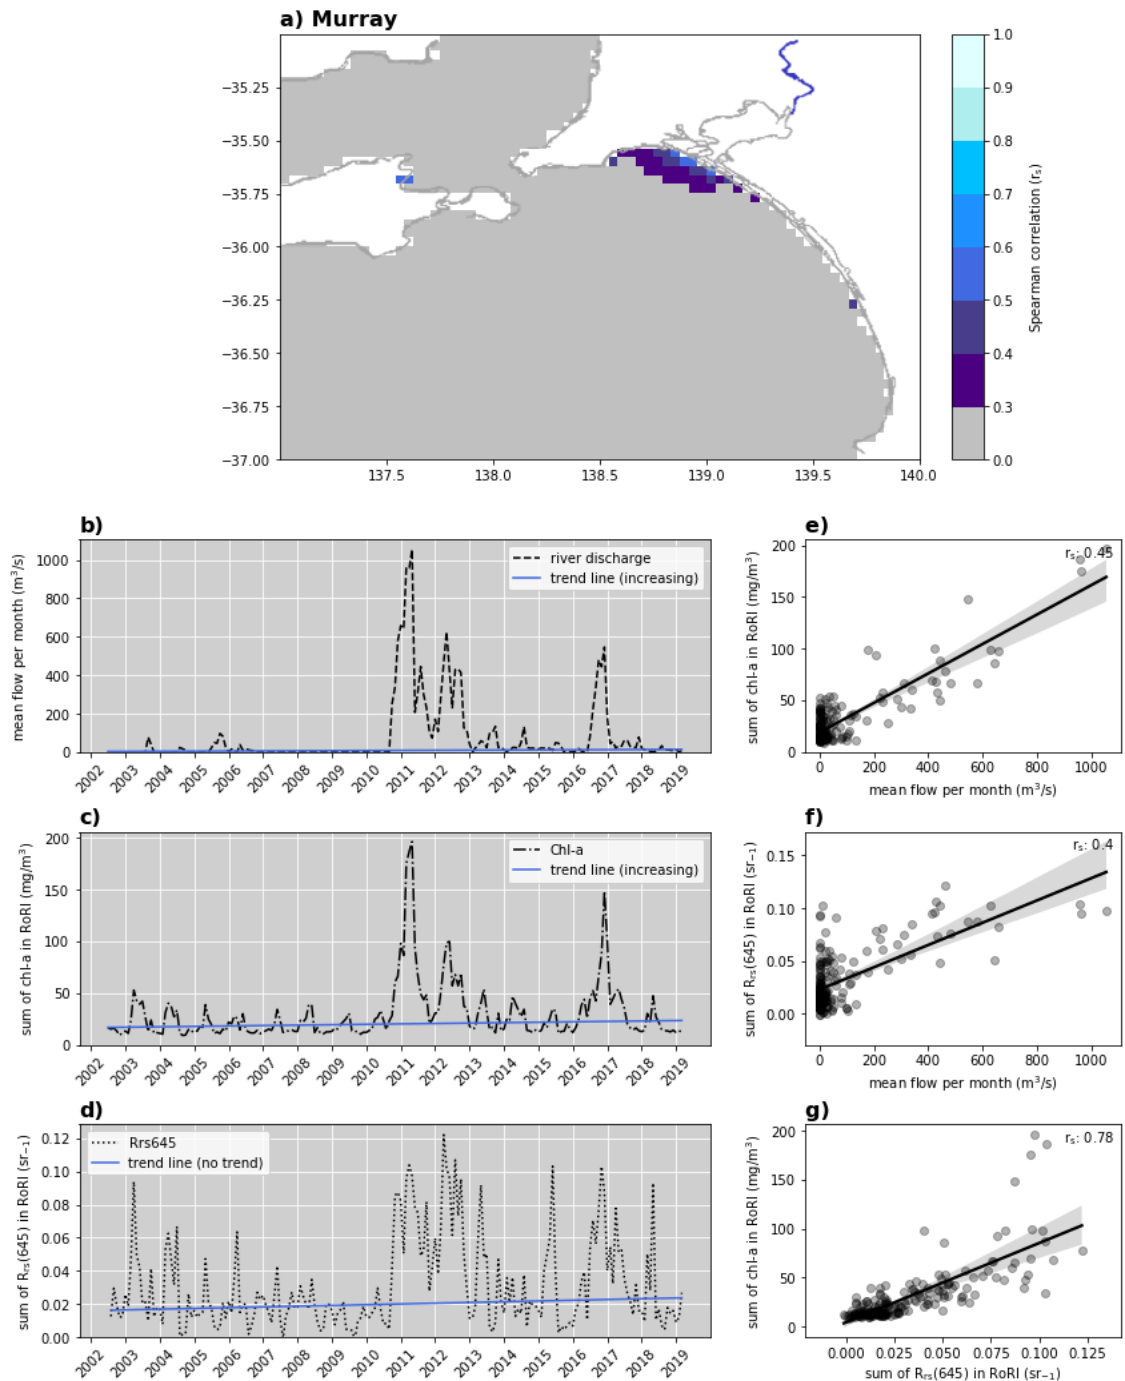 a) Murray
−35.25
−35.50
−35.75
−36.00
−36.25
−36.50
−36.75
−37.00
137.5 138.0 138.5 139.0 139.5 140.0
1.0
0.9
0.8
0.7
0.6
0.5
0.4
0.3
0.0
Spearman correlation (rs)
b)
mean flow per month (m³/s)
1000
800
600
400
200
0
river discharge
trend line (increasing)
2002 2003 2004 2005 2006 2007 2008 2009 2010 2011 2012 2013 2014 2015 2016 2017 2018 2019
e)
sum of chl-a in RoRI (mg/m³)
200
150
100
50
0
rs: 0.45
0 200 400 600 800 1000
mean flow per month (m³/s)
c)
sum of chl-a in RoRI (mg/m³)
200
150
100
50
0
Chl-a
trend line (increasing)
2002 2003 2004 2005 2006 2007 2008 2009 2010 2011 2012 2013 2014 2015 2016 2017 2018 2019
f)
sum of Rrs(645) in RoRI (sr−1)
0.15
0.10
0.05
0.00
rs: 0.4
0 200 400 600 800 1000
mean flow per month (m³/s)
d)
sum of Rrs(645) in RoRI (sr−1)
0.12
0.10
0.08
0.06
0.04
0.02
0.00
Rrs645
trend line (no trend)
2002 2003 2004 2005 2006 2007 2008 2009 2010 2011 2012 2013 2014 2015 2016 2017 2018 2019
g)
sum of chl-a in RoRI (mg/m³)
200
150
100
50
0
rs: 0.78
0.000 0.025 0.050 0.075 0.100 0.125
sum of Rrs(645) in RoRI (sr−1)